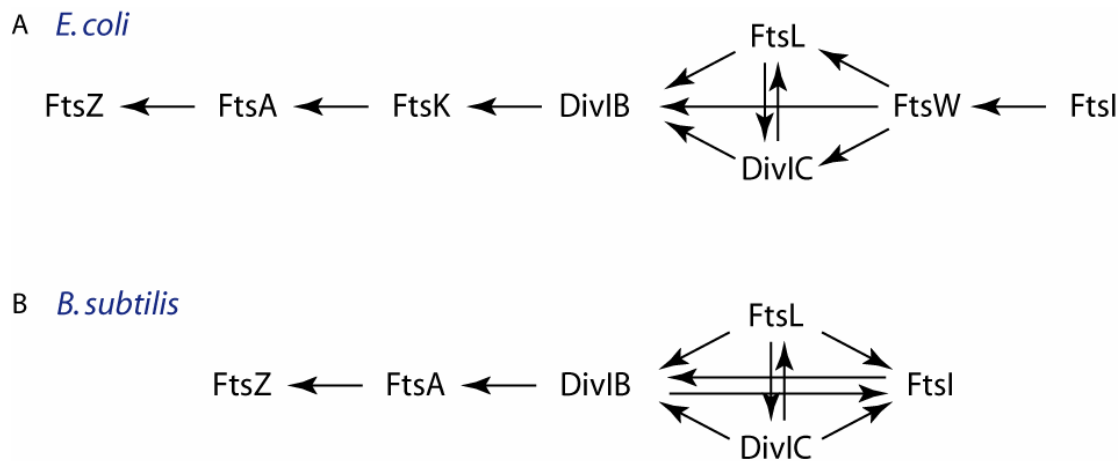 A E. coli
FtsL
FtsZ FtsA FtsK DivIB FtsW FtsI
DivIC
B B. subtilis
FtsL
FtsZ FtsA DivIB FtsI
DivIC